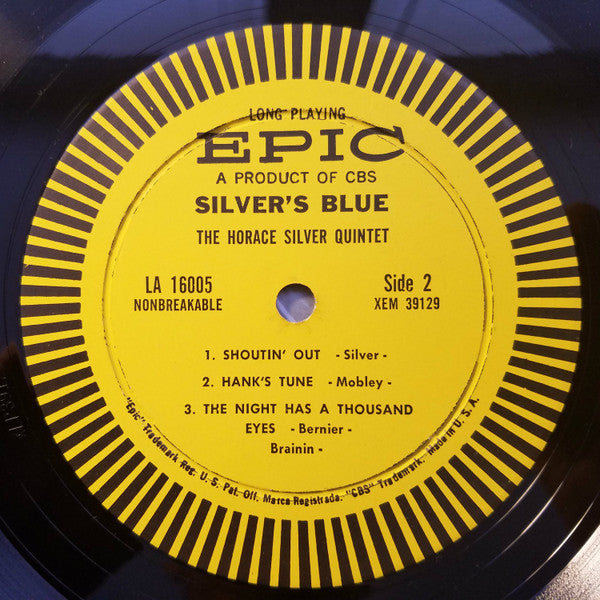 LONG PLAYING
EPIC
A PRODUCT OF CBS
SILVER'S BLUE
THE HORACE SILVER QUINTET
LA 16005
NONBREAKABLE
Side 2
XEM 39129
1. SHOUTIN' OUT - Silver -
2. HANK'S TUNE - Mobley -
3. THE NIGHT HAS A THOUSAND
EYES - Bernier -
Brainin -
"Epic" Trademark Reg. U. S. Pat. Off. Marca Registrada. "CBS" Trademark. Made in U. S. A.